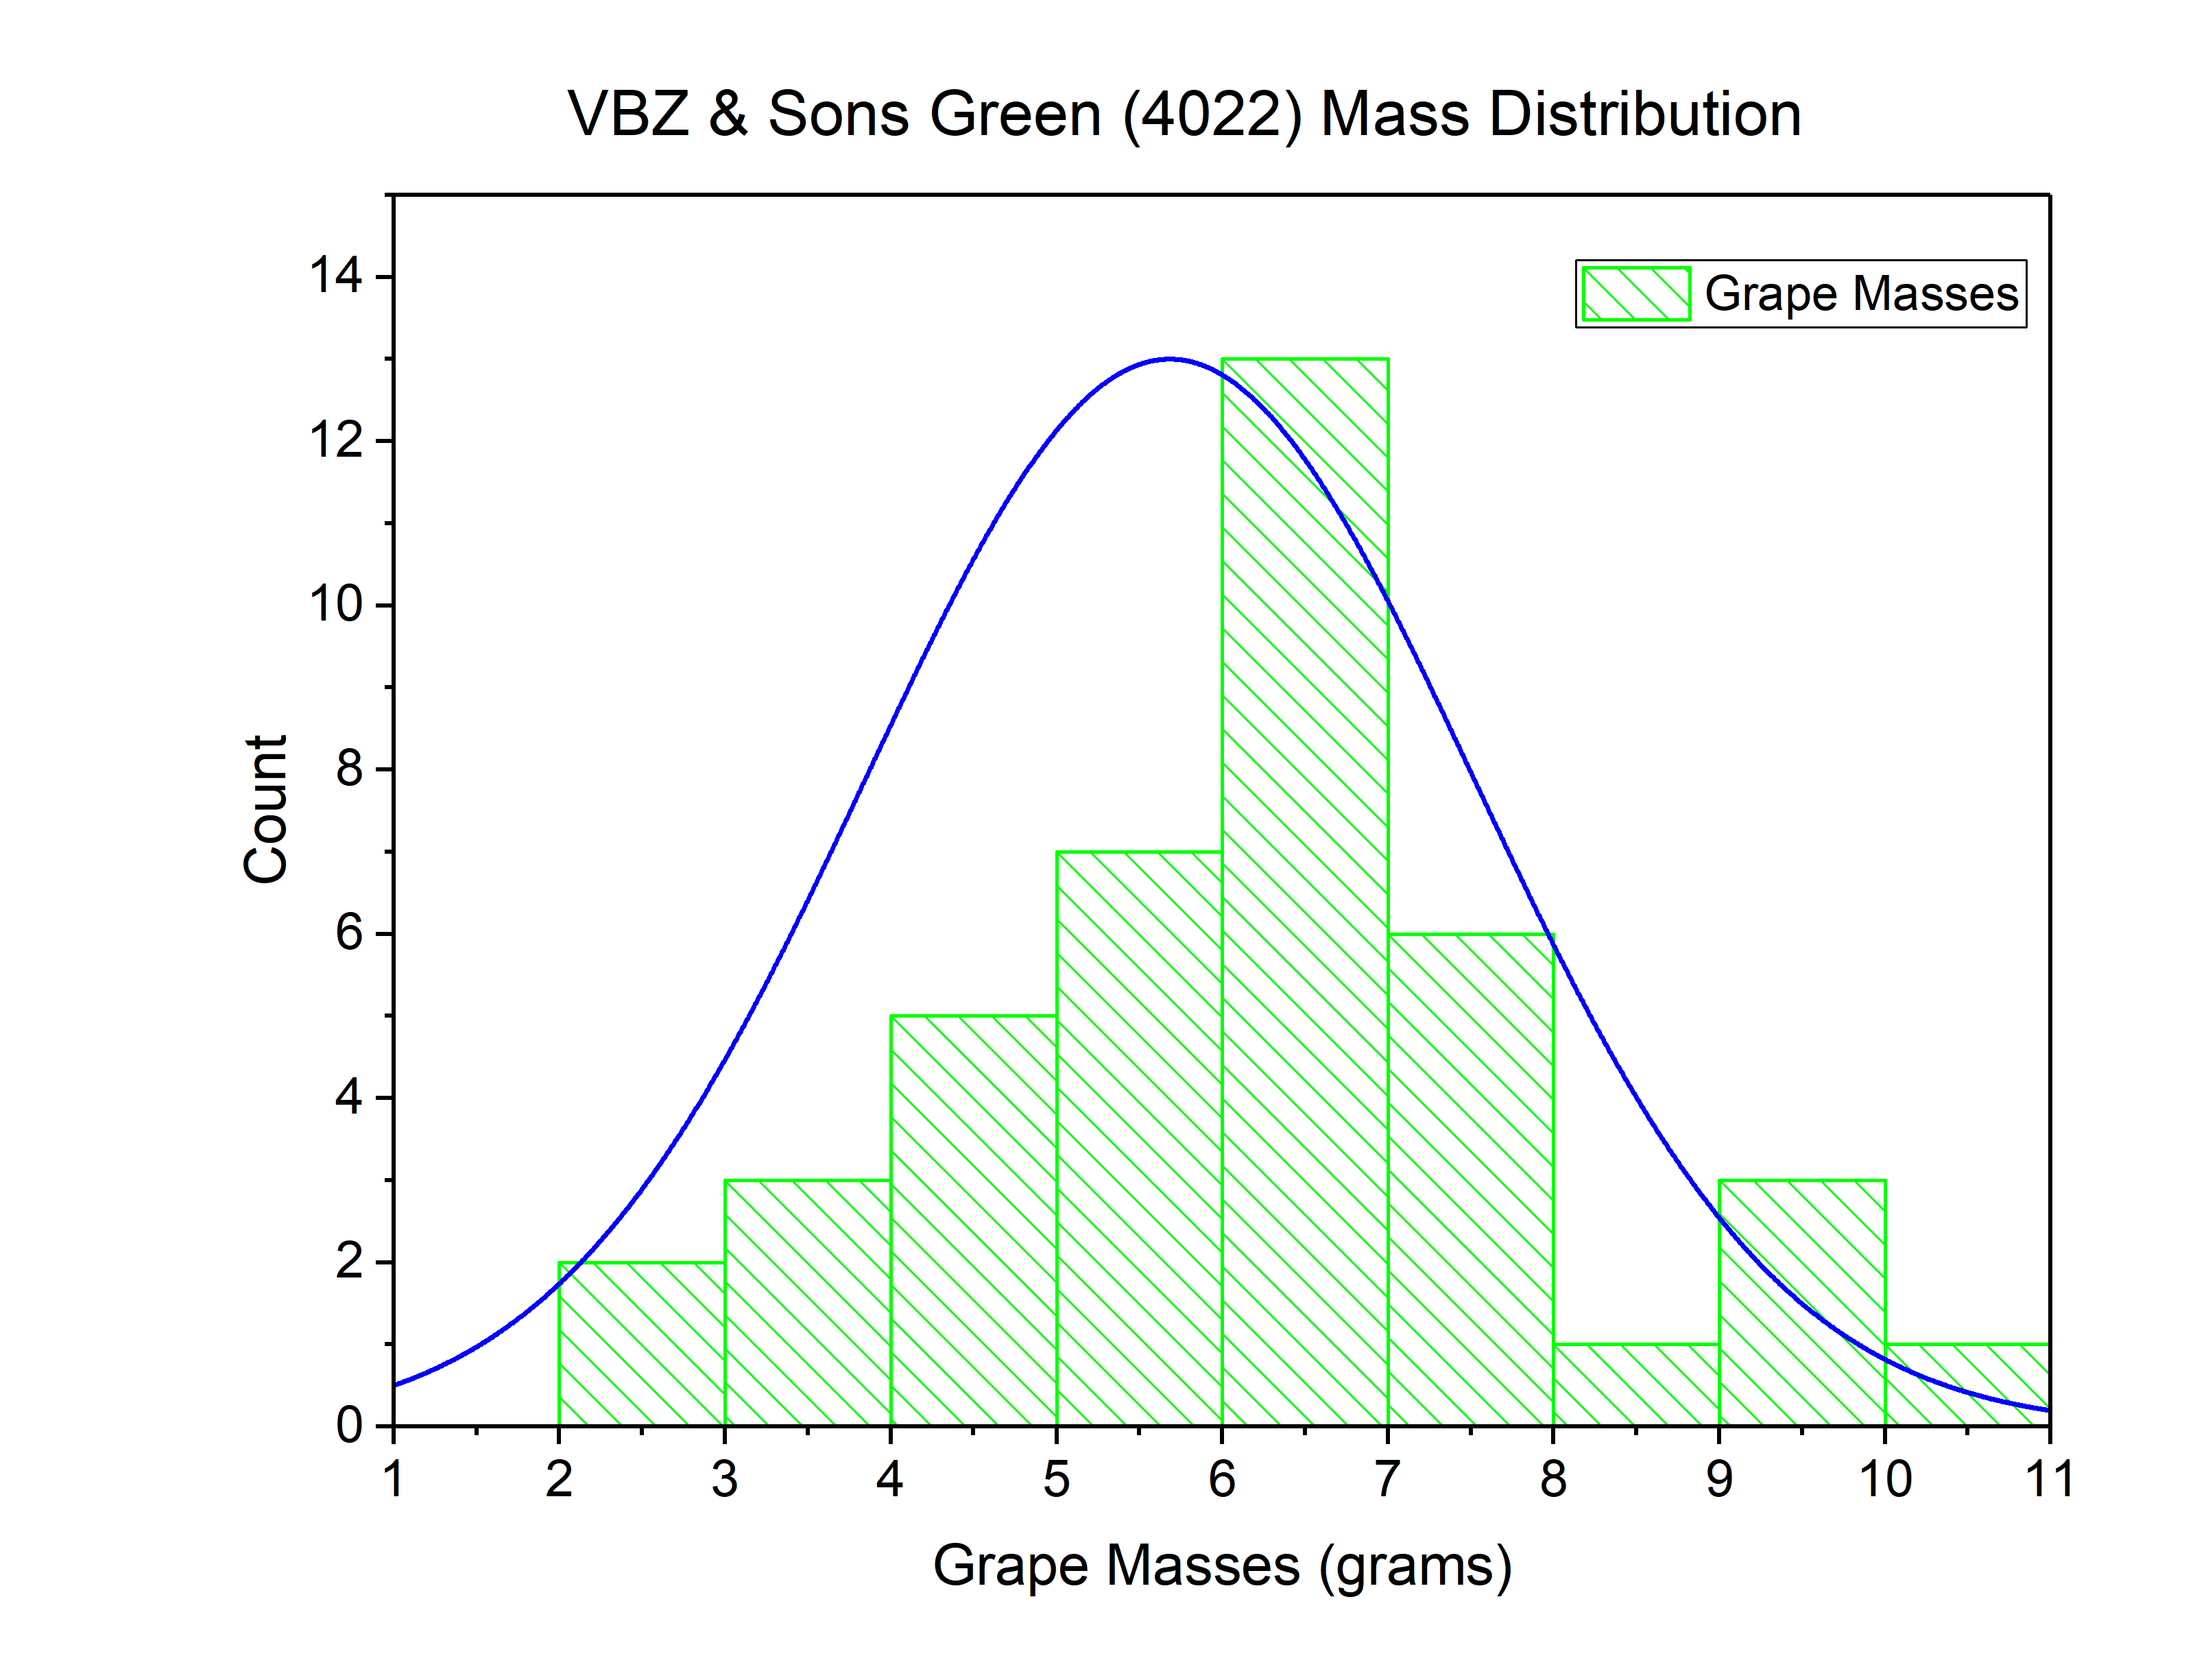 VBZ & Sons Green (4022) Mass Distribution
Grape Masses
14
12
10
8
6
4
2
0
Count
1 2 3 4 5 6 7 8 9 10 11
Grape Masses (grams)